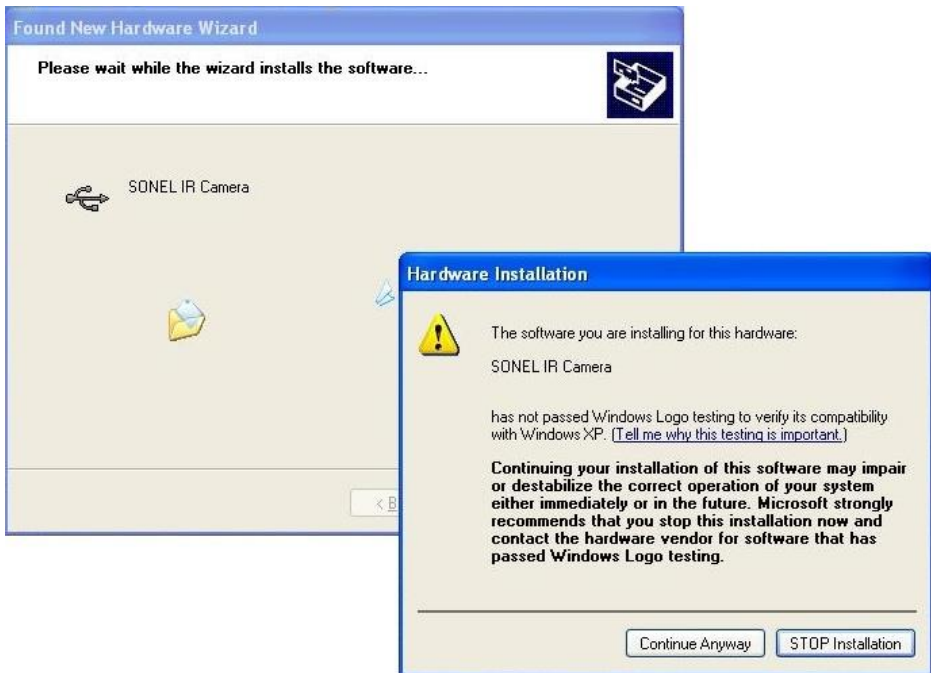 Found New Hardware Wizard
Please wait while the wizard installs the software...
SONEL IR Camera
< B
Hardware Installation
The software you are installing for this hardware:
SONEL IR Camera
has not passed Windows Logo testing to verify its compatibility
with Windows XP. (Tell me why this testing is important.)
Continuing your installation of this software may impair
or destabilize the correct operation of your system
either immediately or in the future. Microsoft strongly
recommends that you stop this installation now and
contact the hardware vendor for software that has
passed Windows Logo testing.
Continue Anyway STOP Installation